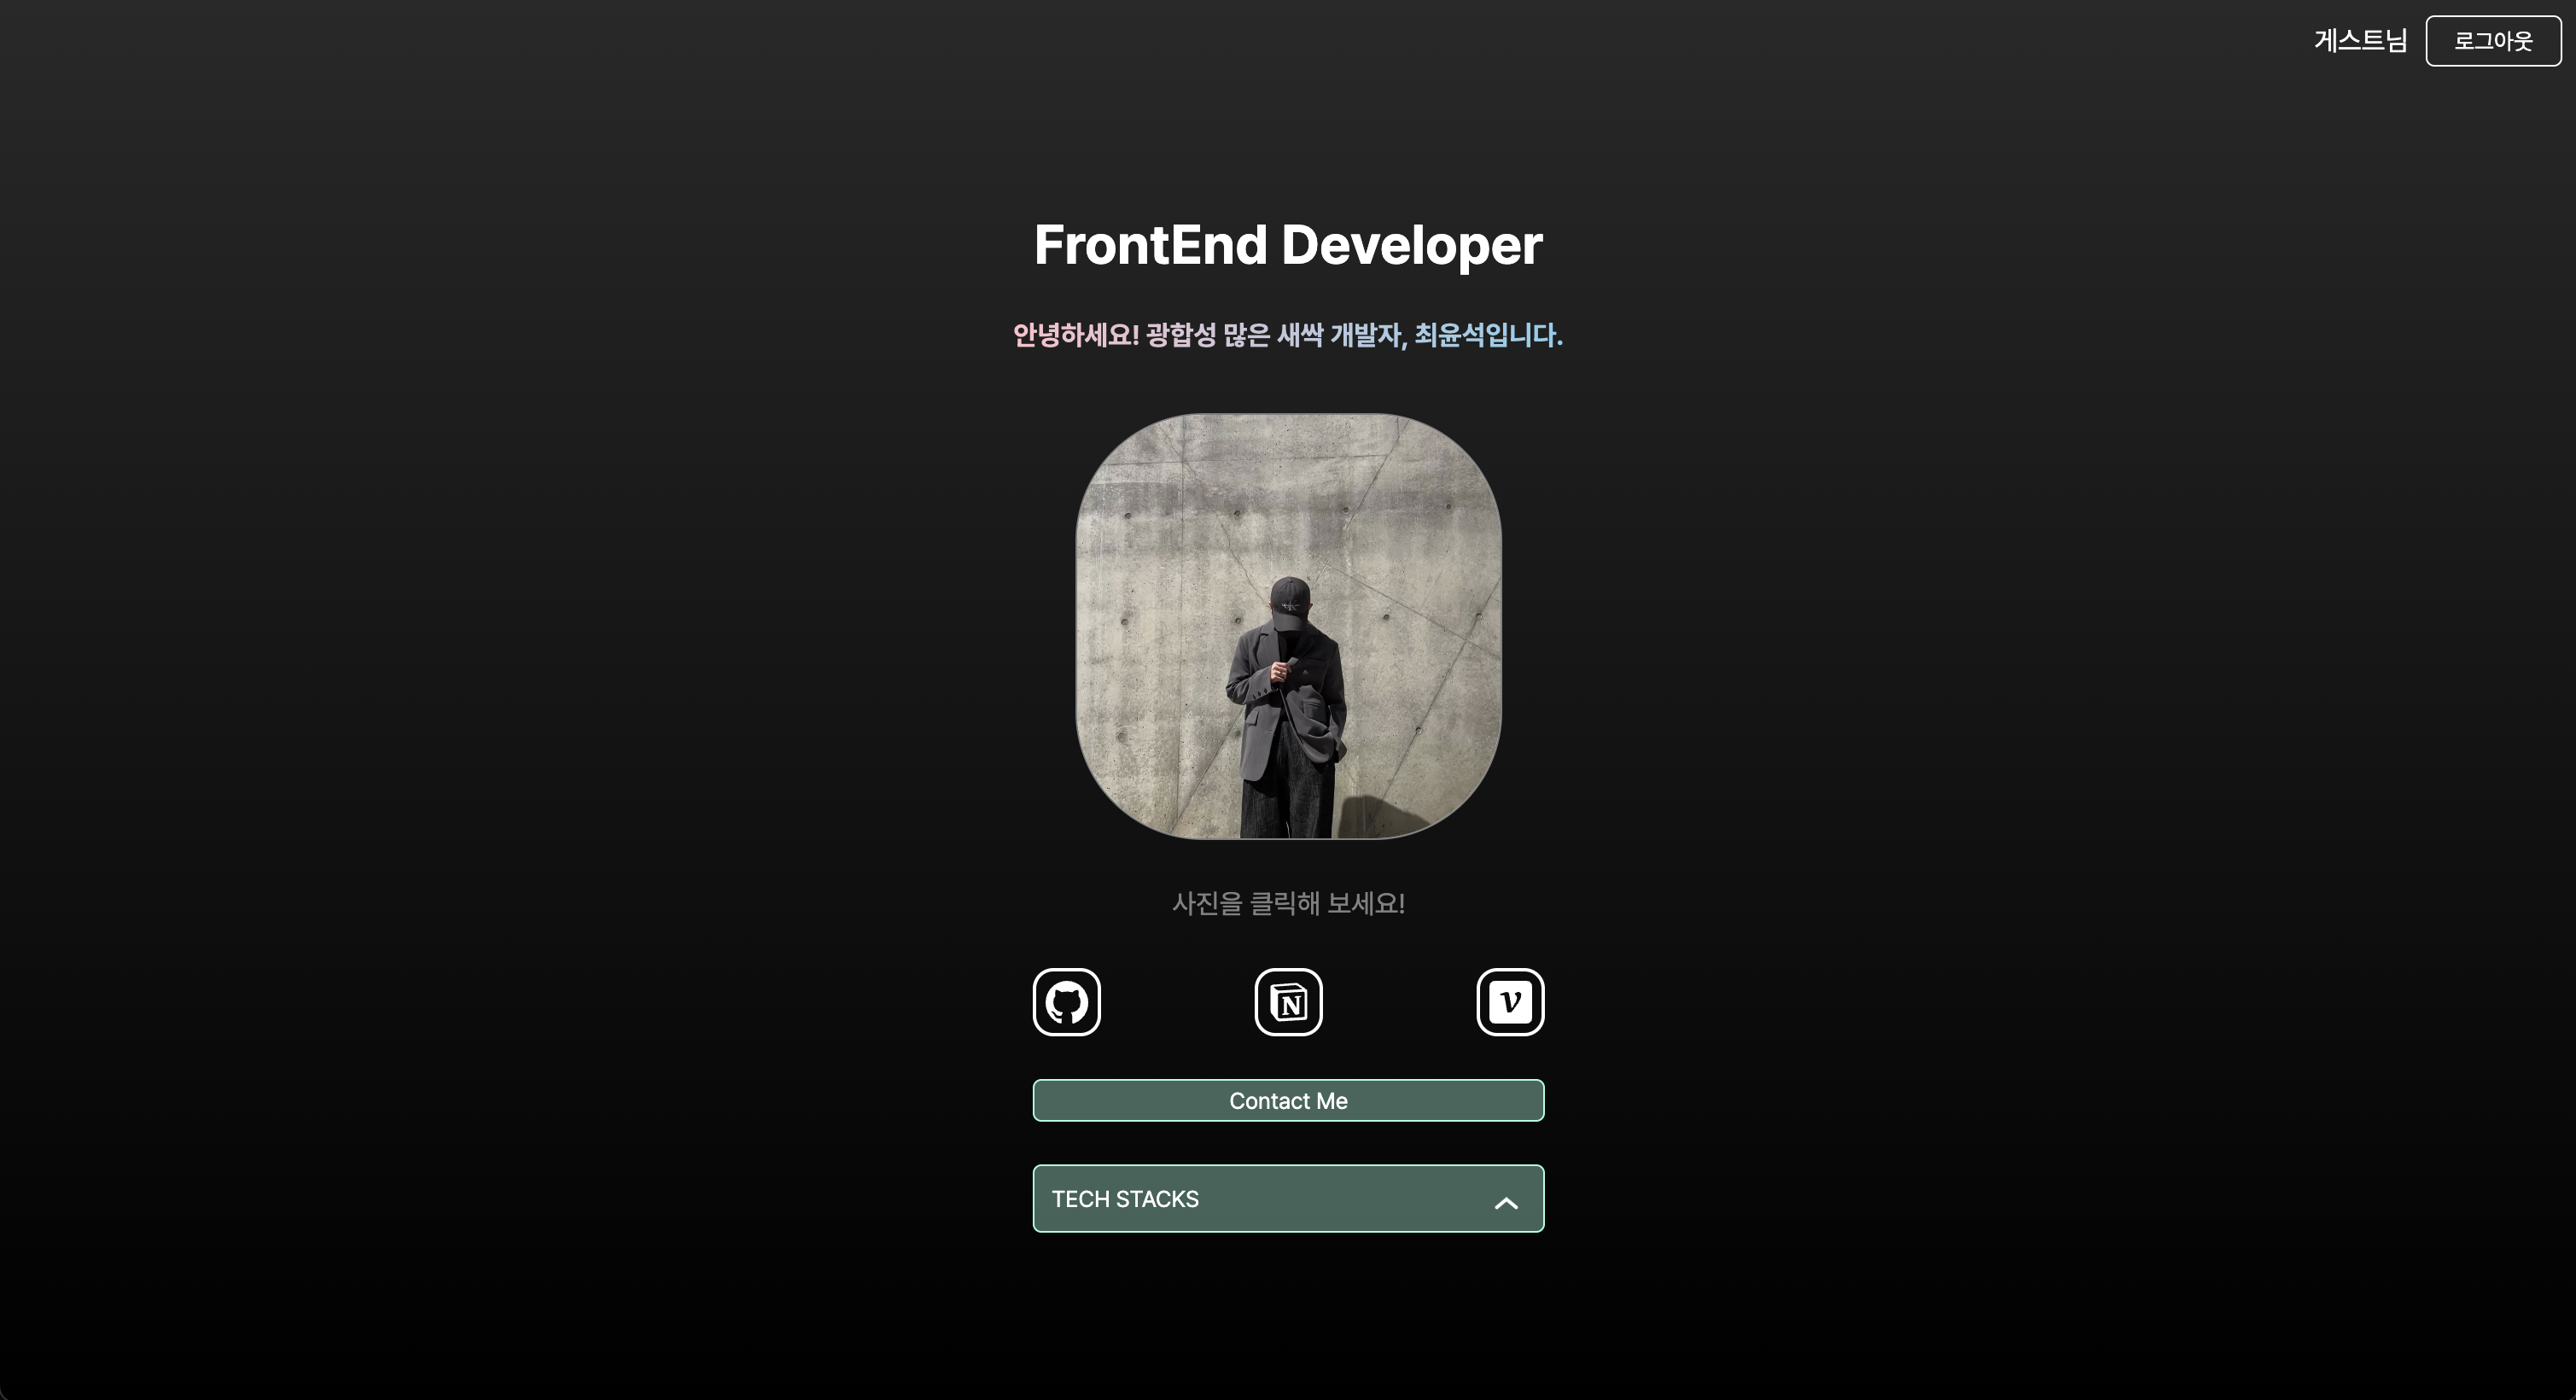 게스트님 로그아웃
FrontEnd Developer
안녕하세요! 광합성 많은 새싹 개발자, 최윤석입니다.
사진을 클릭해 보세요!
N v
Contact Me
TECH STACKS